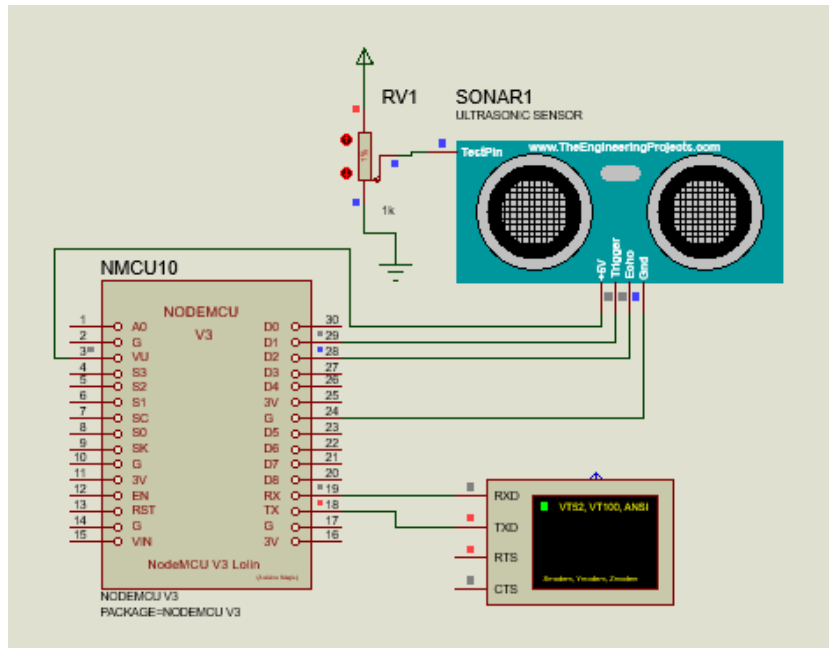 RV1
SONAR1
ULTRASONIC SENSOR
TestPin
www.TheEngineeringProjects.com
1%
1k
+5V
Trigger
Echo
Gnd
NMCU10
NODEMCU
V3
1 A0 D0 30
2 G D1 29
3 VU D2 28
4 S3 D3 27
5 S2 D4 26
6 S1 3V 25
7 SC G 24
8 S0 D5 23
9 SK D6 22
10 G D7 21
11 3V D8 20
12 EN RX 19
13 RST TX 18
14 G G 17
15 VIN 3V 16
NodeMCU V3 Lolin
NODEMCU V3
PACKAGE=NODEMCU V3
RXD
TXD
RTS
CTS
VT52, VT100, ANSI
Xmodem, Ymodem, Zmodem